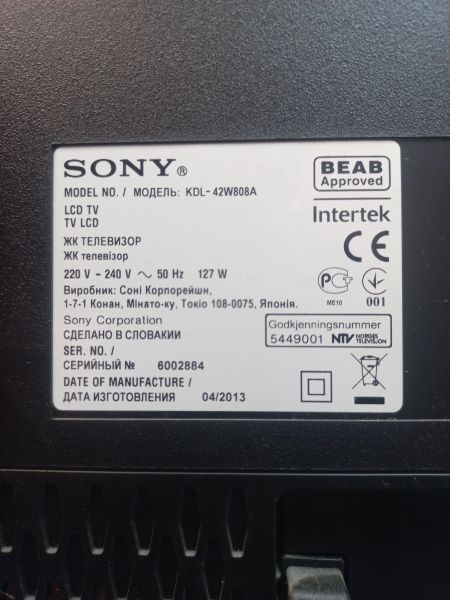 SONY®
BEAB
Approved
MODEL NO. / МОДЕЛЬ: KDL-42W808A
LCD TV
TV LCD
Intertek
ЖК ТЕЛЕВИЗОР
ЖК телевізор
CE
220 V - 240 V ~ 50 Hz 127 W
РСТ
ME10
001
Виробник: Соні Корпорейшн,
1-7-1 Конан, Мінато-ку, Токіо 108-0075, Японія.
Sony Corporation
СДЕЛАНО В СЛОВАКИИ
Godkjenningsnummer
5449001 NTV NORGES
TELEVISJON
SER. NO. /
СЕРИЙНЫЙ № 6002884
DATE OF MANUFACTURE /
ДАТА ИЗГОТОВЛЕНИЯ 04/2013